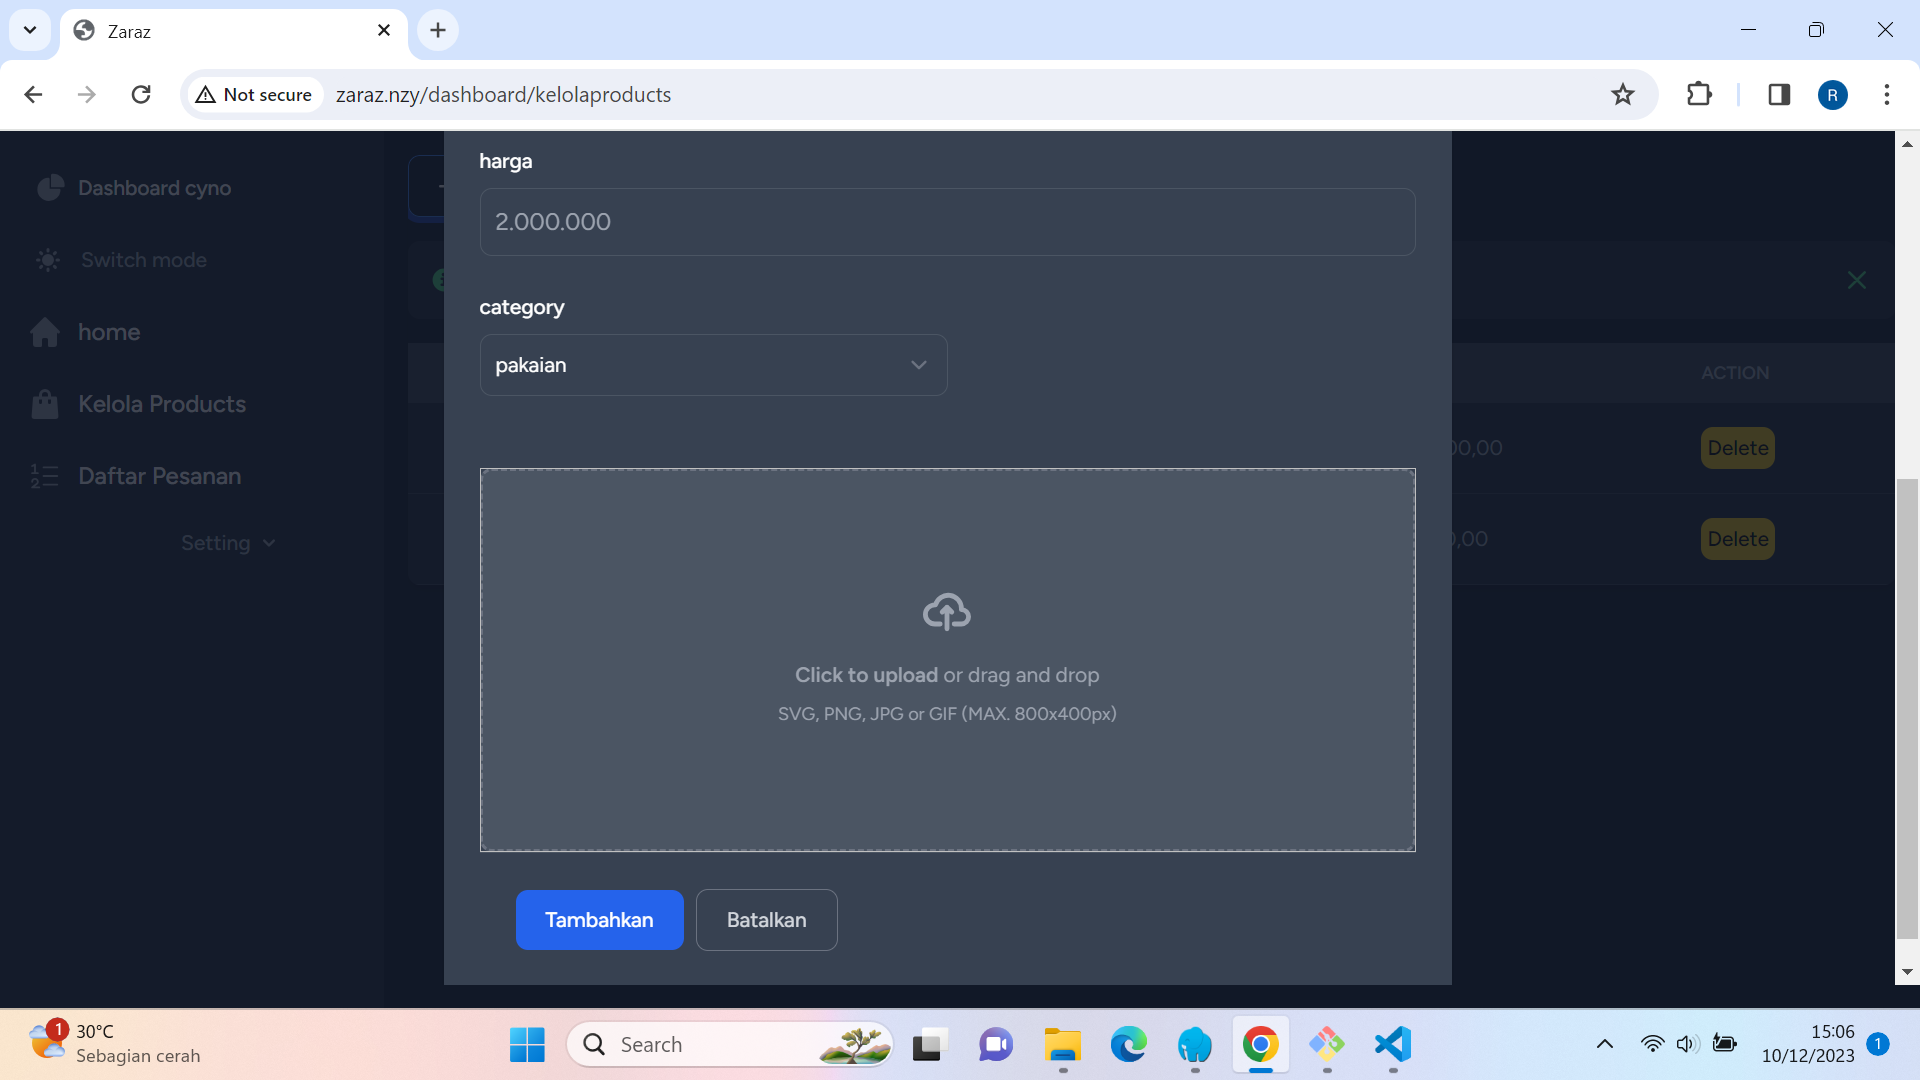 Zaraz
Not secure
zaraz.nzy/dashboard/kelolaproducts
R
Dashboard cyno
Switch mode
home
Kelola Products
Daftar Pesanan
Setting
harga
2.000.000
category
pakaian
Click to upload or drag and drop
SVG, PNG, JPG or GIF (MAX. 800x400px)
Tambahkan
Batalkan
ACTION
00,00
Delete
,00
Delete
1
30°C
Sebagian cerah
Search
15:06
10/12/2023
1